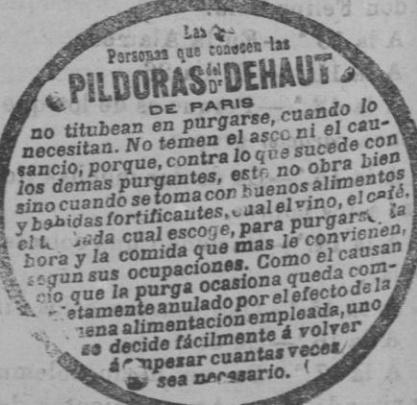 Las
Personas que conocen las
PILDORAS del Dr DEHAUT
DE PARIS
no titubean en purgarse, cuando lo
necesitan. No temen el asco ni el cau-
sancio, porque, contra lo que sucede con
los demas purgantes, este no obra bien
sino cuando se toma con buenos alimentos
y bebidas fortificantes, cual el vino, el café,
el cada cual escoge, para purgarse la
hora y la comida que mas le convienen,
segun sus ocupaciones. Como el causan
cio que la purga ocasiona queda com-
etamente anulado por el efecto de la
uena alimentacion empleada, uno
se decide fácilmente á volver
á empezar cuantas veces
sea necesario.